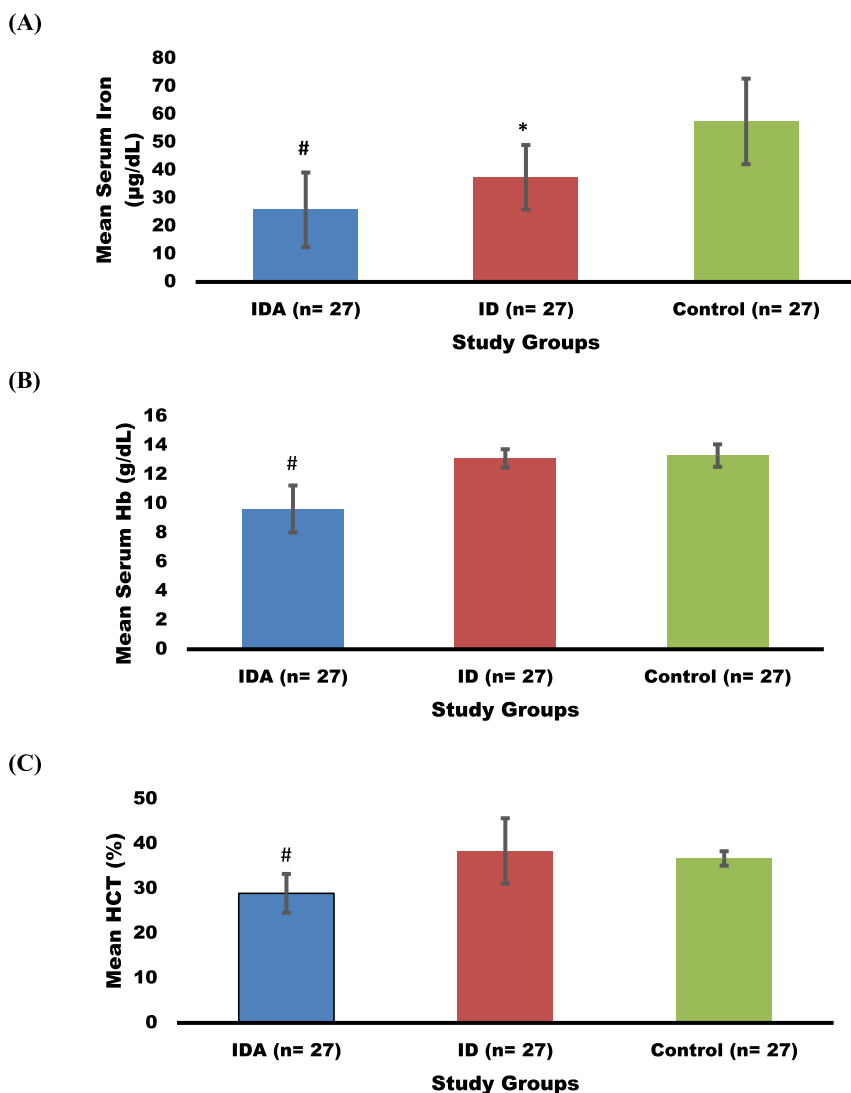 (A)
Mean Serum Iron
(µg/dL)
80
70
60
50
40
30
20
10
0
#
*
IDA (n= 27)
ID (n= 27)
Control (n= 27)
Study Groups
(B)
Mean Serum Hb (g/dL)
16
14
12
10
8
6
4
2
0
#
IDA (n= 27)
ID (n= 27)
Control (n= 27)
Study Groups
(C)
Mean HCT (%)
50
40
30
20
10
0
#
IDA (n= 27)
ID (n= 27)
Control (n= 27)
Study Groups